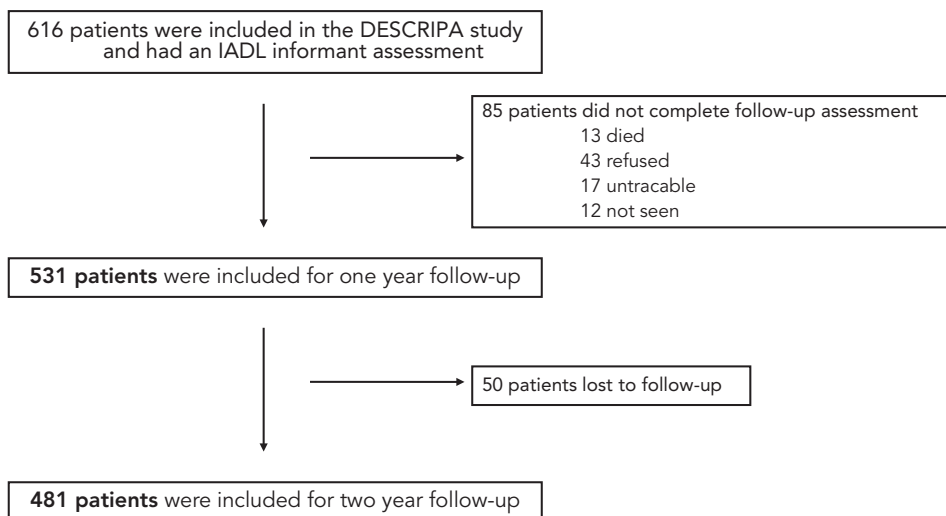 616 patients were included in the DESCRIPA study
and had an IADL informant assessment
85 patients did not complete follow-up assessment
13 died
43 refused
17 untracable
12 not seen
531 patients were included for one year follow-up
50 patients lost to follow-up
481 patients were included for two year follow-up